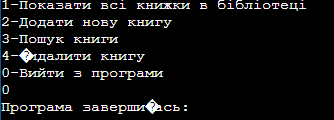 1-Показати всі книжки в бібліотеці
2-Додати нову книгу
3-Пошук книги
4-�идалити книгу
0-Вийти з програми
0
Програма заверши�ась: